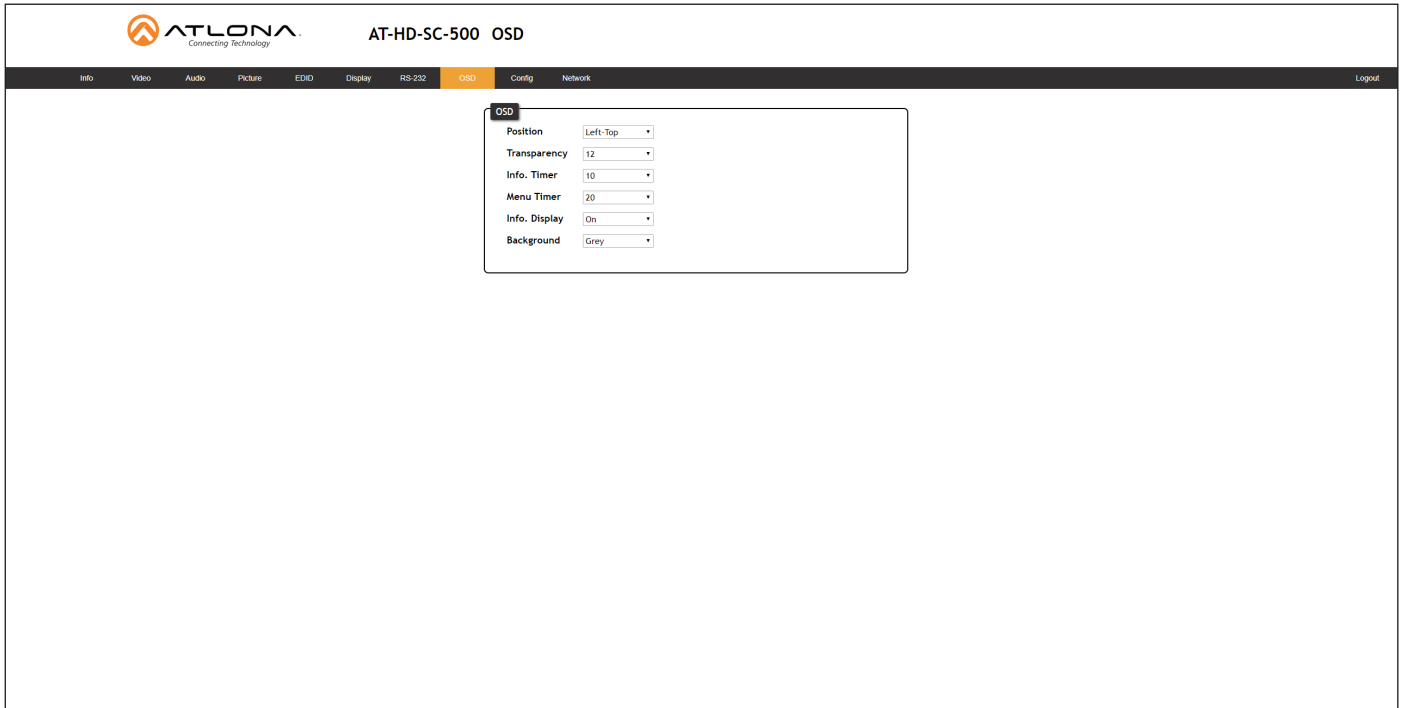 ATLONA.
Connecting Technology
AT-HD-SC-500 OSD
Info Video Audio Picture EDID Display RS-232 OSD Config Network Logout
OSD
Position Left-Top
Transparency 12
Info. Timer 10
Menu Timer 20
Info. Display On
Background Grey